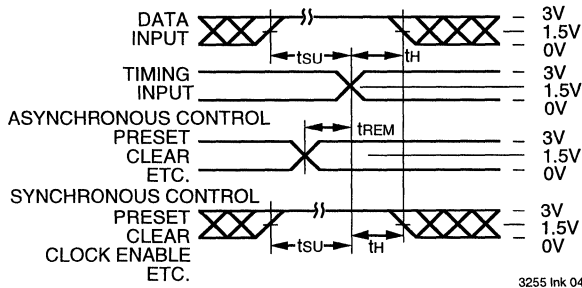 DATA
INPUT
3V
1.5V
0V
tSU
tH
TIMING
INPUT
3V
1.5V
0V
ASYNCHRONOUS CONTROL
PRESET
CLEAR
ETC.
tREM
3V
1.5V
0V
SYNCHRONOUS CONTROL
PRESET
CLEAR
CLOCK ENABLE
ETC.
tSU
tH
3V
1.5V
0V
3255 lnk 04